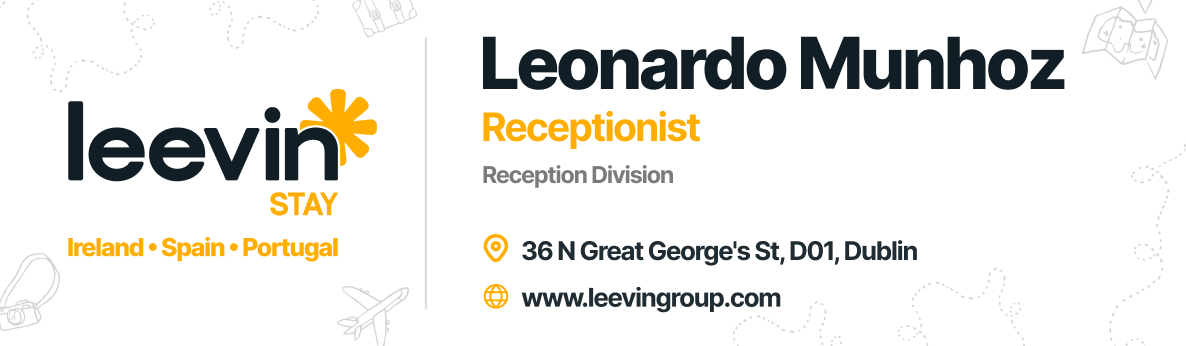 leevin
STAY
Ireland • Spain • Portugal
Leonardo Munhoz
Receptionist
Reception Division
36 N Great George's St, D01, Dublin
www.leevingroup.com